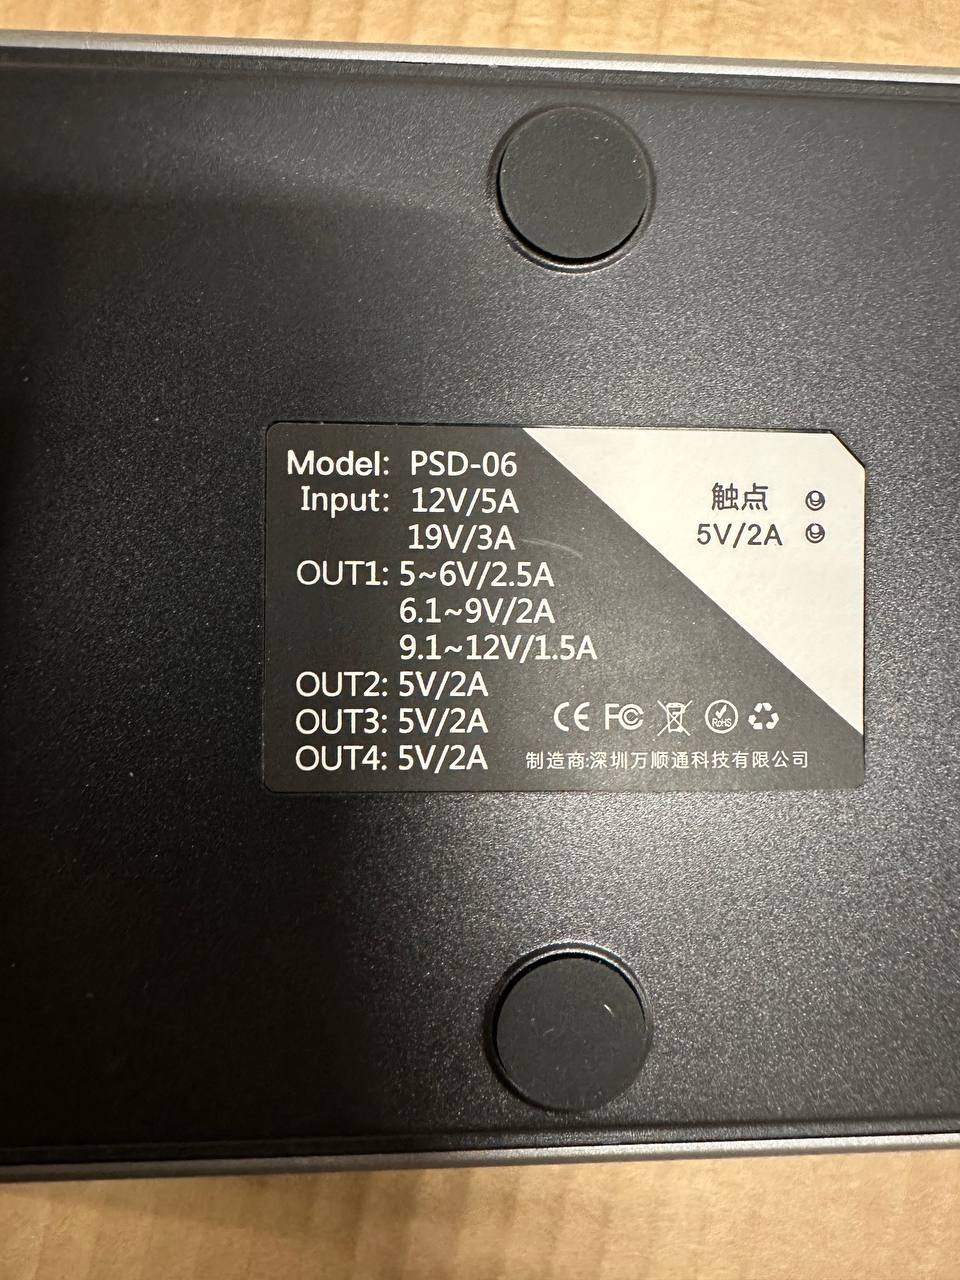 Model: PSD-06
Input: 12V/5A
19V/3A
OUT1: 5~6V/2.5A
6.1~9V/2A
9.1~12V/1.5A
OUT2: 5V/2A
OUT3: 5V/2A
OUT4: 5V/2A
触点
5V/2A
CE FC RoHS
制造商:深圳万顺通科技有限公司